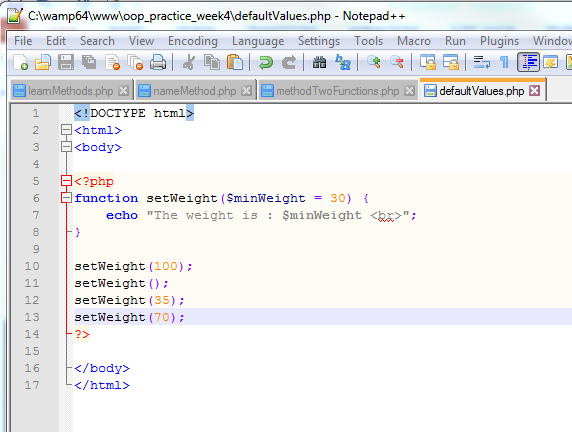 C:\wamp64\www\oop_practice_week4\defaultValues.php - Notepad++
File Edit Search View Encoding Language Settings Tools Macro Run Plugins Window
learnMethods.php nameMethod.php methodTwoFunctions.php defaultValues.php
1 <!DOCTYPE html>
2 <html>
3 <body>
4
5 <?php
6 function setWeight($minWeight = 30) {
7 echo "The weight is : $minWeight <br>";
8 }
9
10 setWeight(100);
11 setWeight();
12 setWeight(35);
13 setWeight(70);
14 ?>
15
16 </body>
17 </html>